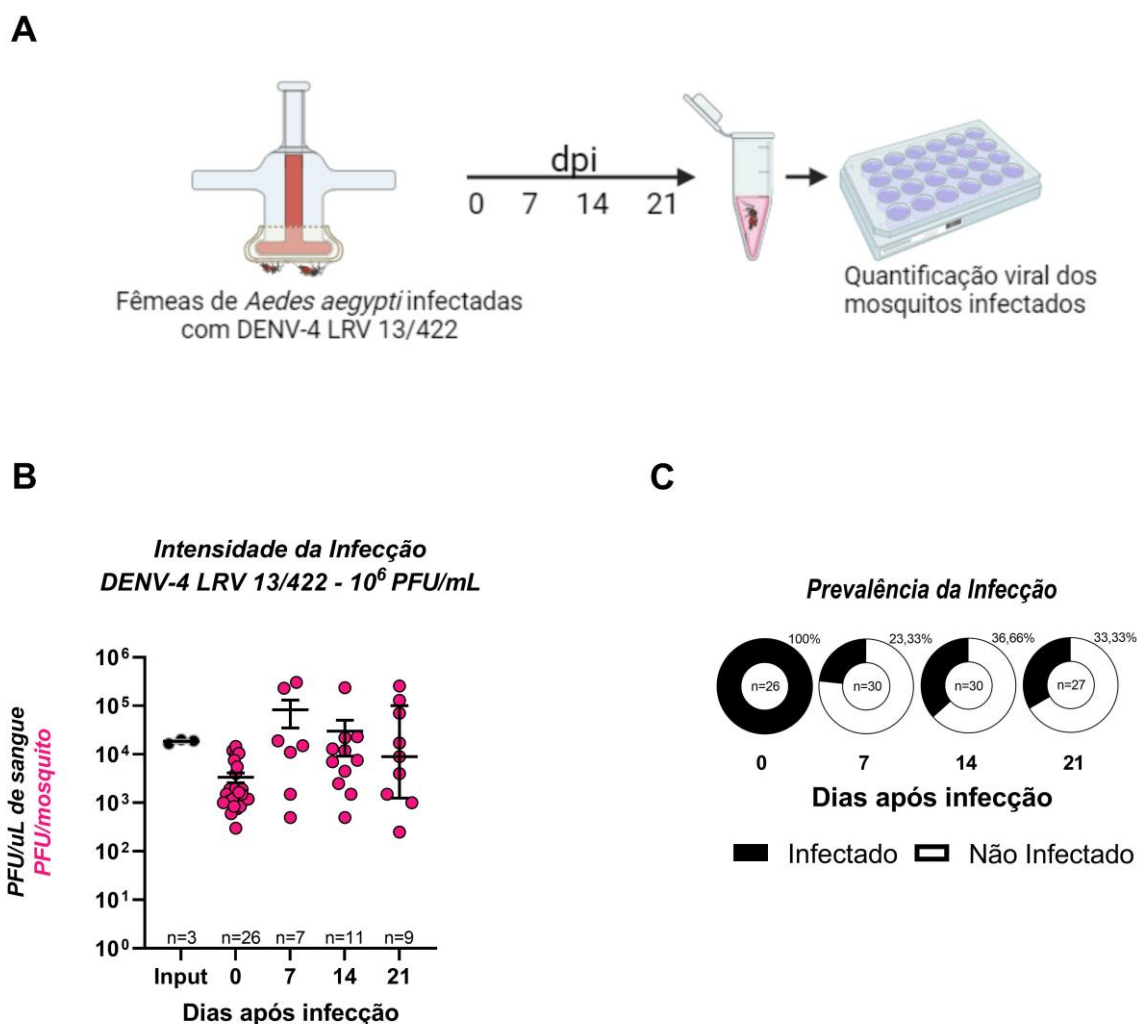 A
dpi
0 7 14 21
Fêmeas de Aedes aegypti infectadas
com DENV-4 LRV 13/422
Quantificação viral dos
mosquitos infectados
B
Intensidade da Infecção
DENV-4 LRV 13/422 - 10⁶ PFU/mL
PFU/uL de sangue
PFU/mosquito
10⁶
10⁵
10⁴
10³
10²
10¹
10⁰
n=3 n=26 n=7 n=11 n=9
Input 0 7 14 21
Dias após infecção
C
Prevalência da Infecção
100% 23,33% 36,66% 33,33%
n=26 n=30 n=30 n=27
0 7 14 21
Dias após infecção
Infectado Não Infectado